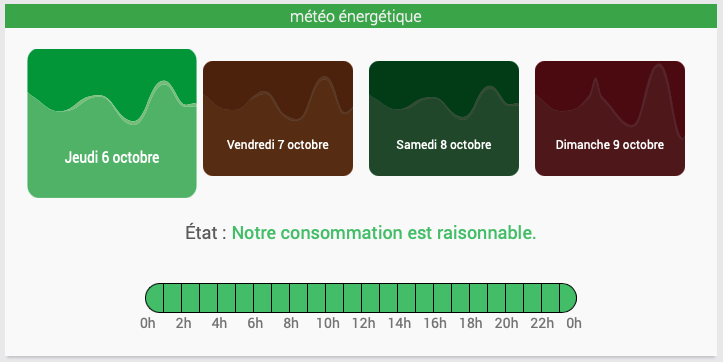 météo énergétique
Jeudi 6 octobre
Vendredi 7 octobre
Samedi 8 octobre
Dimanche 9 octobre
État : Notre consommation est raisonnable.
0h 2h 4h 6h 8h 10h 12h 14h 16h 18h 20h 22h 0h